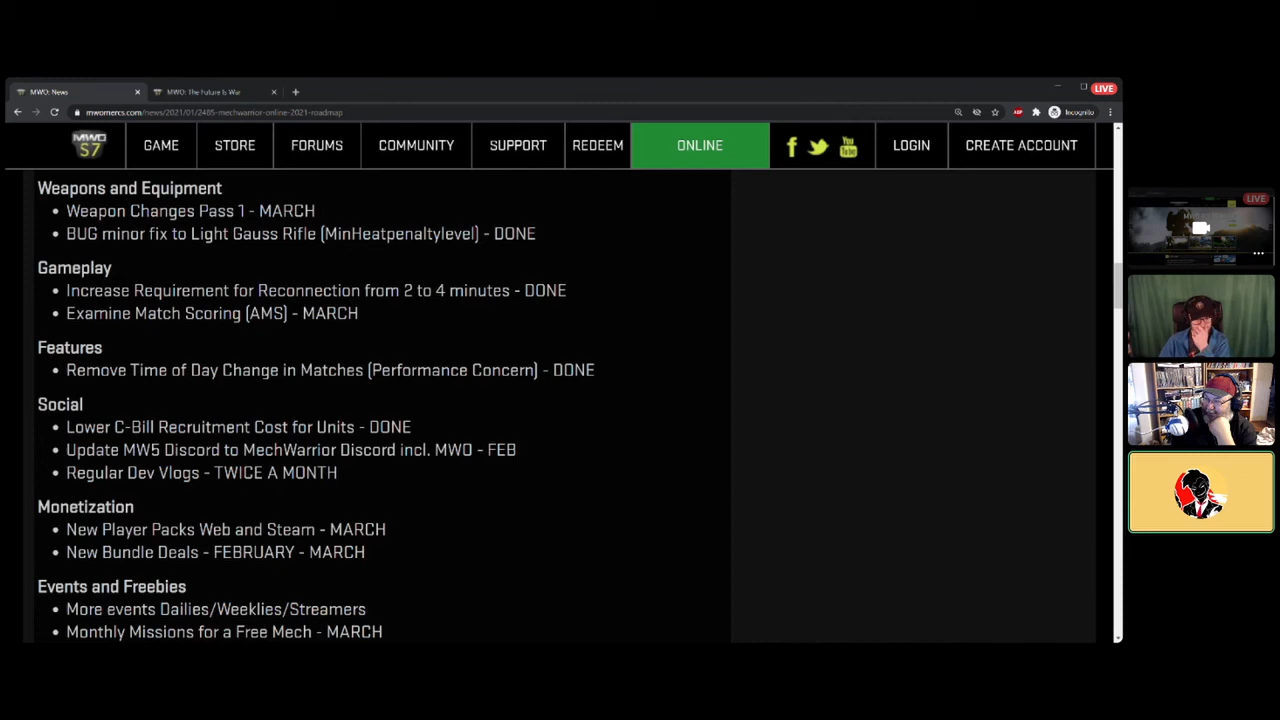 MWO: News
MWO: The Future Is War
LIVE
mwomercs.com/news/2021/01/2485-mechwarrior-online-2021-roadmap
ABP
Incognito
MWO
S7
GAME
STORE
FORUMS
COMMUNITY
SUPPORT
REDEEM
ONLINE
You Tube
LOGIN
CREATE ACCOUNT
Weapons and Equipment
• Weapon Changes Pass 1 - MARCH
• BUG minor fix to Light Gauss Rifle (MinHeatpenaltylevel) - DONE
Gameplay
• Increase Requirement for Reconnection from 2 to 4 minutes - DONE
• Examine Match Scoring (AMS) - MARCH
Features
• Remove Time of Day Change in Matches (Performance Concern) - DONE
Social
• Lower C-Bill Recruitment Cost for Units - DONE
• Update MW5 Discord to MechWarrior Discord incl. MWO - FEB
• Regular Dev Vlogs - TWICE A MONTH
Monetization
• New Player Packs Web and Steam - MARCH
• New Bundle Deals - FEBRUARY - MARCH
Events and Freebies
• More events Dailies/Weeklies/Streamers
• Monthly Missions for a Free Mech - MARCH
LIVE